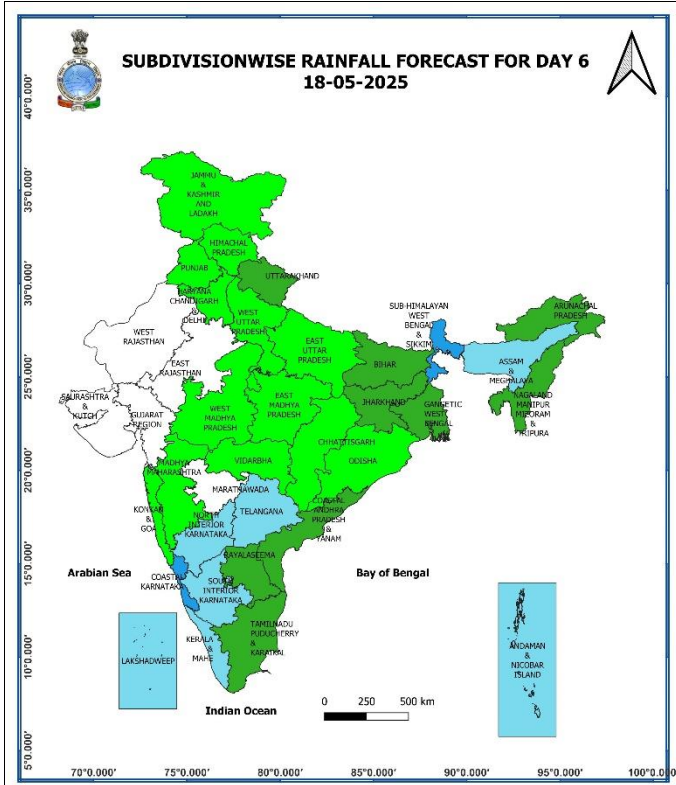 SUBDIVISIONWISE RAINFALL FORECAST FOR DAY 6
18-05-2025
40°0.000'
35°0.000'
30°0.000'
25°0.000'
20°0.000'
15°0.000'
10°0.000'
5°0.000'
JAMMU
&
KASHMIR
AND
LADAKH
HIMACHAL
PRADESH
PUNJAB
UTTARAKHAND
HARYANA
CHANDIGARH
&
DELHI
WEST
RAJASTHAN
EAST
RAJASTHAN
WEST
UTTAR
PRADESH
EAST
UTTAR
PRADESH
SUB-HIMALAYAN
WEST
BENGAL
&
SIKKIM
ARUNACHAL
PRADESH
ASSAM
&
MEGHALAYA
NAGALAND
MANIPUR
MIZORAM
&
TRIPURA
BIHAR
JHARKHAND
GANGETIC
WEST
BENGAL
SAURASHTRA
&
KUTCH
GUJARAT
REGION
WEST
MADHYA
PRADESH
EAST
MADHYA
PRADESH
CHHATTISGARH
ODISHA
VIDARBHA
MADHYA
MAHARASHTRA
MARATHWADA
KONKAN
&
GOA
NORTH
INTERIOR
KARNATAKA
TELANGANA
COASTAL
ANDHRA
PRADESH
&
YANAM
RAYALASEEMA
COASTAL
KARNATAKA
SOUTH
INTERIOR
KARNATAKA
TAMILNADU
PUDUCHERRY
&
KARAIKAL
KERALA
&
MAHE
LAKSHADWEEP
ANDAMAN
&
NICOBAR
ISLAND
Arabian Sea
Bay of Bengal
Indian Ocean
0 250 500 km
70°0.000' 75°0.000' 80°0.000' 85°0.000' 90°0.000' 95°0.000' 100°0.000'